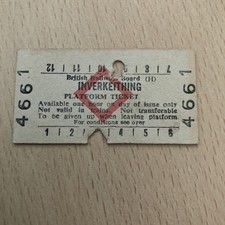 7 8 9 10 11 12
British Railways Board (H)
INVERKEITHING
PLATFORM TICKET
Available one hour on day of issue only
Not valid in trains. Not transferable
To be given up when leaving platform
For conditions see over
1 2 4 5 6
4661
4661